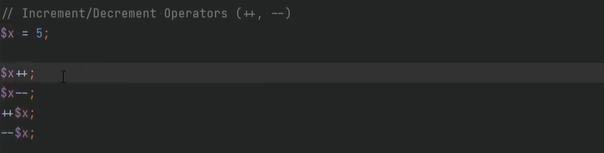 // Increment/Decrement Operators (++, --)
$x = 5;
$x++;
$x--;
++$x;
--$x;